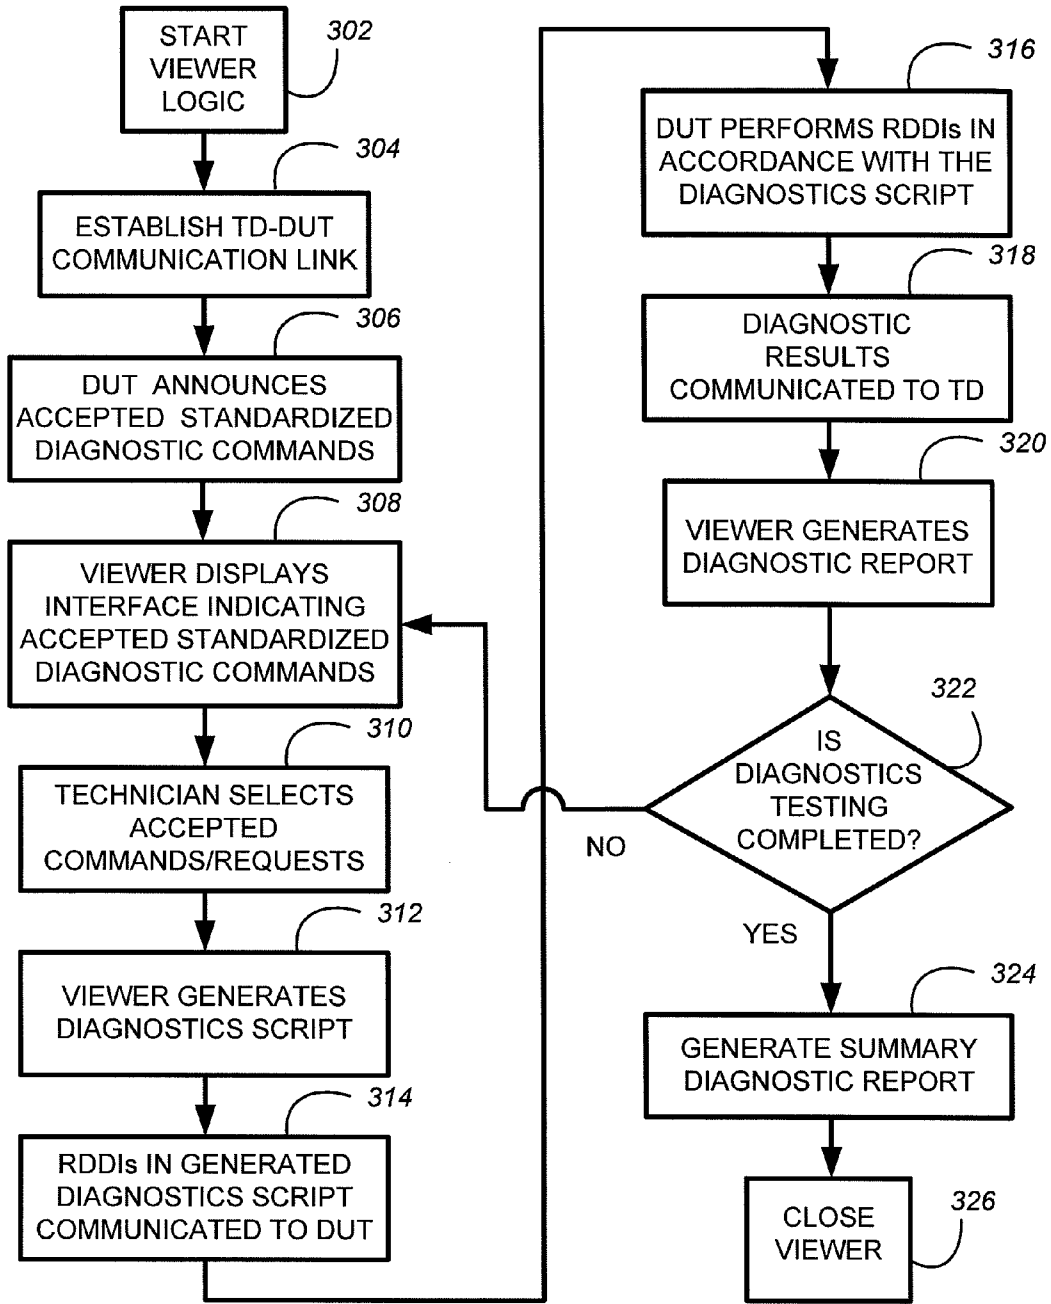 START
VIEWER
LOGIC
302
304
ESTABLISH TD-DUT
COMMUNICATION LINK
306
DUT ANNOUNCES
ACCEPTED STANDARDIZED
DIAGNOSTIC COMMANDS
308
VIEWER DISPLAYS
INTERFACE INDICATING
ACCEPTED STANDARDIZED
DIAGNOSTIC COMMANDS
310
TECHNICIAN SELECTS
ACCEPTED
COMMANDS/REQUESTS
312
VIEWER GENERATES
DIAGNOSTICS SCRIPT
314
RDDIs IN GENERATED
DIAGNOSTICS SCRIPT
COMMUNICATED TO DUT
316
DUT PERFORMS RDDIs IN
ACCORDANCE WITH THE
DIAGNOSTICS SCRIPT
318
DIAGNOSTIC
RESULTS
COMMUNICATED TO TD
320
VIEWER GENERATES
DIAGNOSTIC REPORT
322
IS
DIAGNOSTICS
TESTING
COMPLETED?
NO
YES
324
GENERATE SUMMARY
DIAGNOSTIC REPORT
CLOSE
VIEWER
326